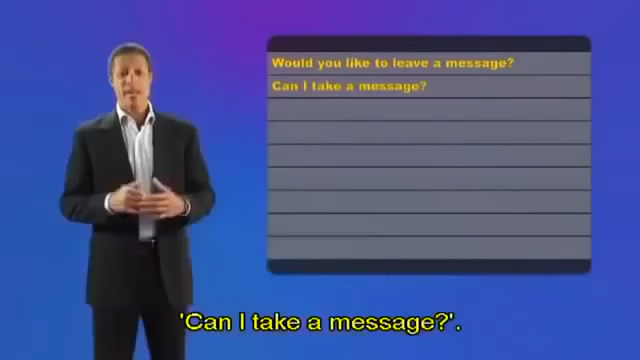 Would you like to leave a message?
Can I take a message?
'Can I take a message?'.